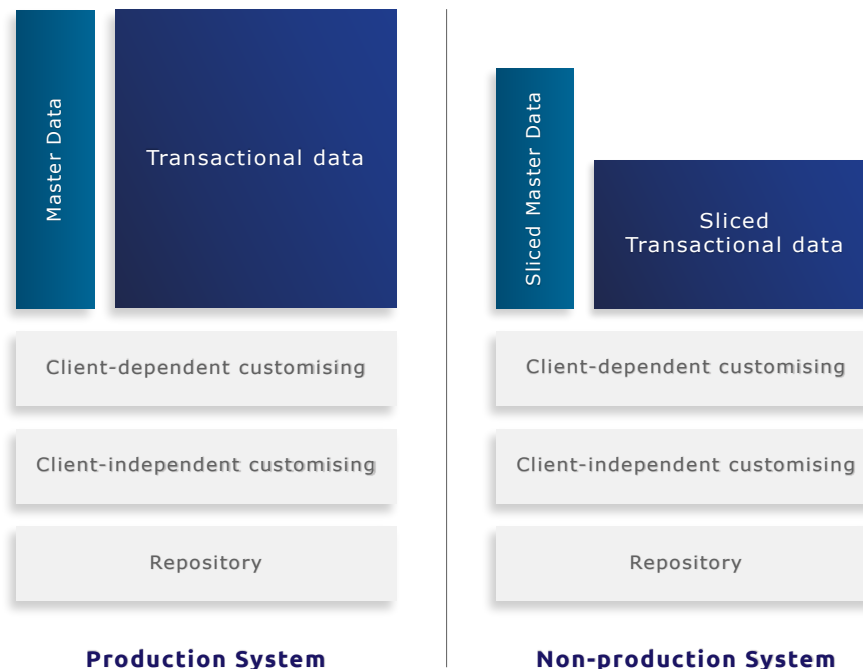 Master Data
Transactional data
Client-dependent customising
Client-independent customising
Repository
Production System
Sliced Master Data
Sliced
Transactional data
Client-dependent customising
Client-independent customising
Repository
Non-production System